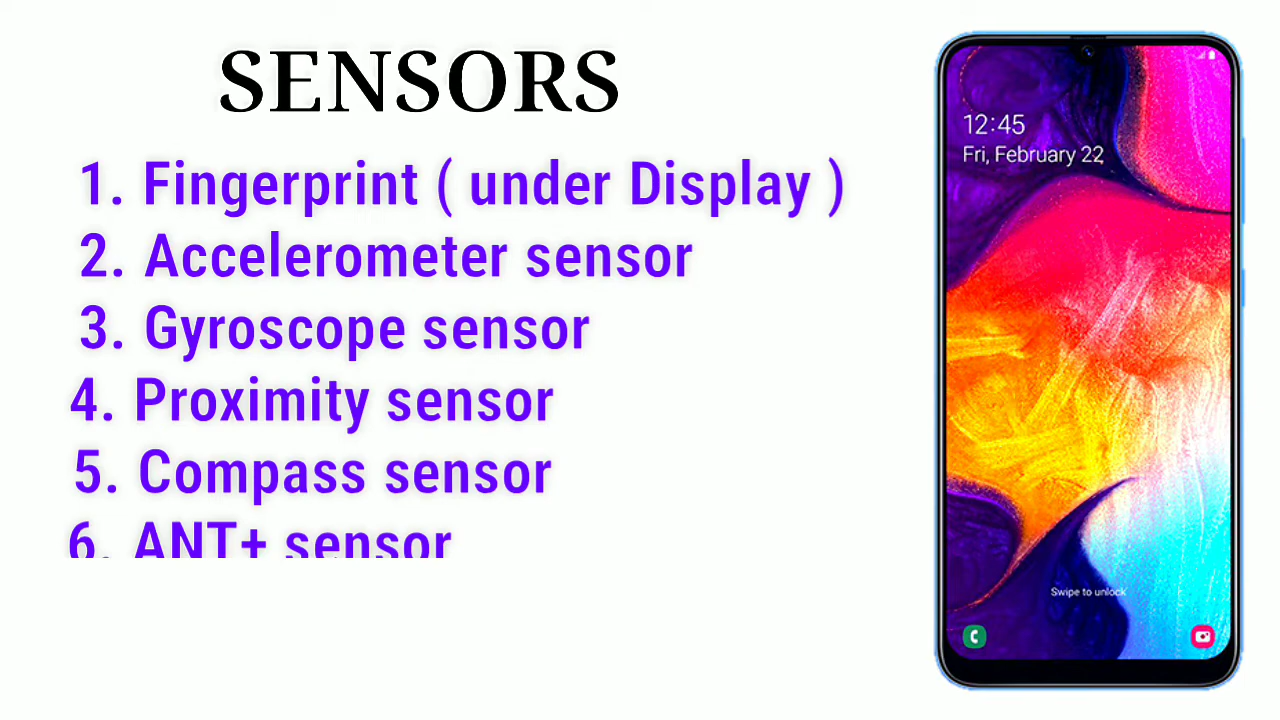 SENSORS
1. Fingerprint ( under Display )
2. Accelerometer sensor
3. Gyroscope sensor
4. Proximity sensor
5. Compass sensor
6. ANT+ sensor
12:45
Fri, February 22
Swipe to unlock